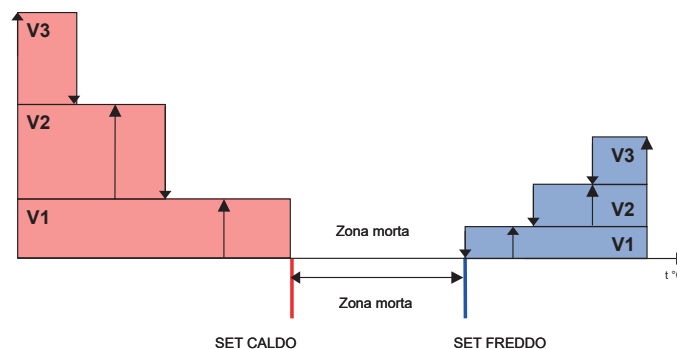 V3
V2
V1
Zona morta
Zona morta
V3
V2
V1
t °
SET CALDO
SET FREDDO